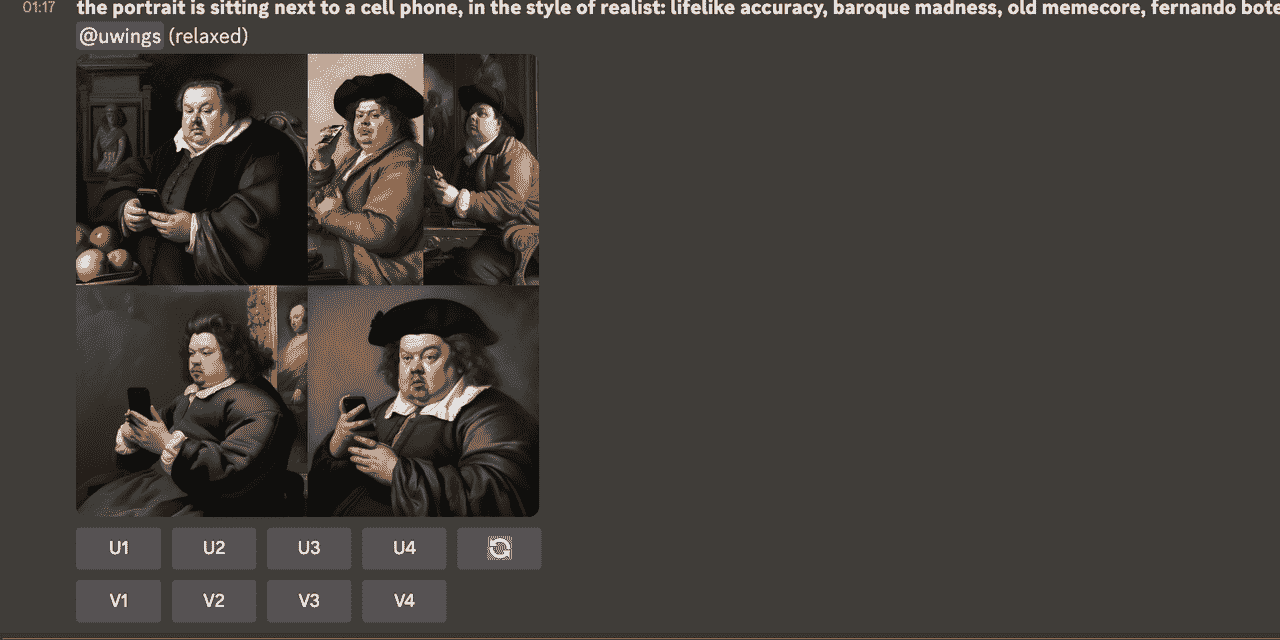 01:17 the portrait is sitting next to a cell phone, in the style of realist: lifelike accuracy, baroque madness, old memecore, fernando bote
@uwings (relaxed)
U1 U2 U3 U4
V1 V2 V3 V4